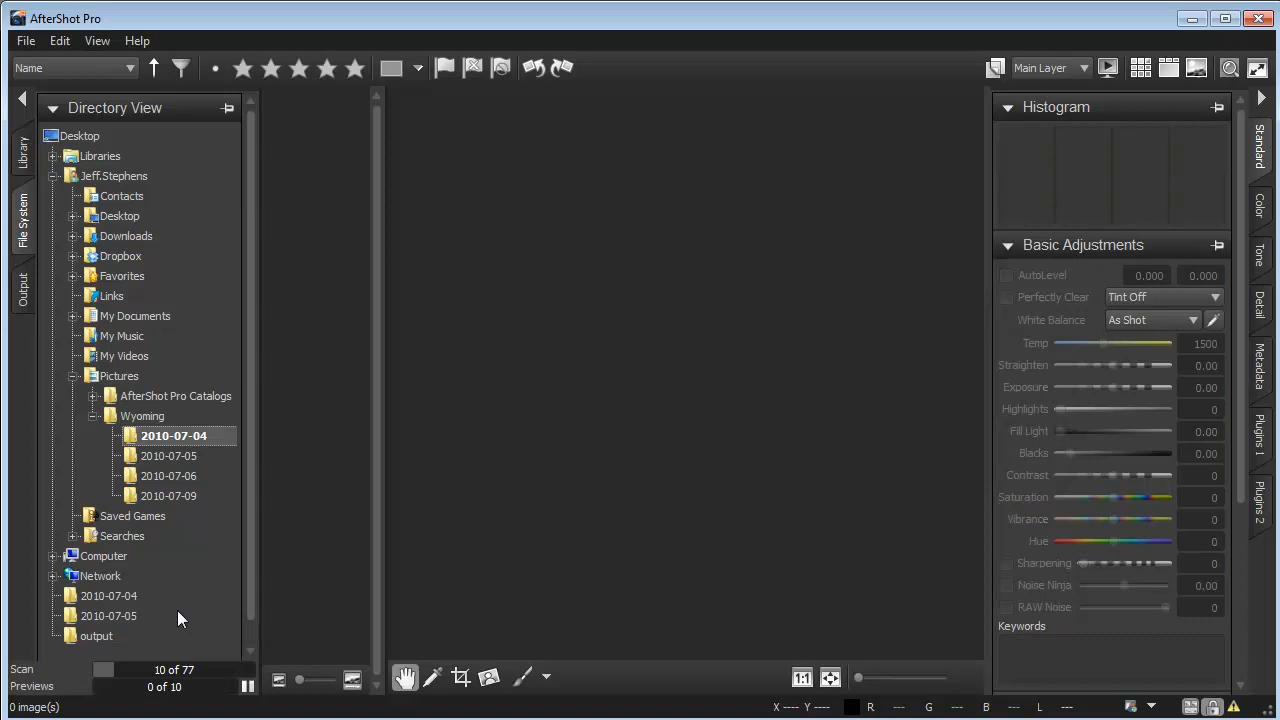 AfterShot Pro
File Edit View Help
Name
Main Layer
Library
File System
Output
Directory View
Desktop
Libraries
Jeff.Stephens
Contacts
Desktop
Downloads
Dropbox
Favorites
Links
My Documents
My Music
My Videos
Pictures
AfterShot Pro Catalogs
Wyoming
2010-07-04
2010-07-05
2010-07-06
2010-07-09
Saved Games
Searches
Computer
Network
2010-07-04
2010-07-05
output
Scan 10 of 77
Previews 0 of 10
0 image(s)
1:1
Histogram
Basic Adjustments
AutoLevel 0.000 0.000
Perfectly Clear Tint Off
White Balance As Shot
Temp 1500
Straighten 0.00
Exposure 0.00
Highlights 0
Fill Light 0.00
Blacks 0.00
Contrast 0
Saturation 0
Vibrance 0
Hue 0
Sharpening 0
Noise Ninja 0.00
RAW Noise 0
Keywords
Standard
Color
Tone
Detail
Metadata
Plugins 1
Plugins 2
X ---- Y ---- R --- G --- B --- L ---